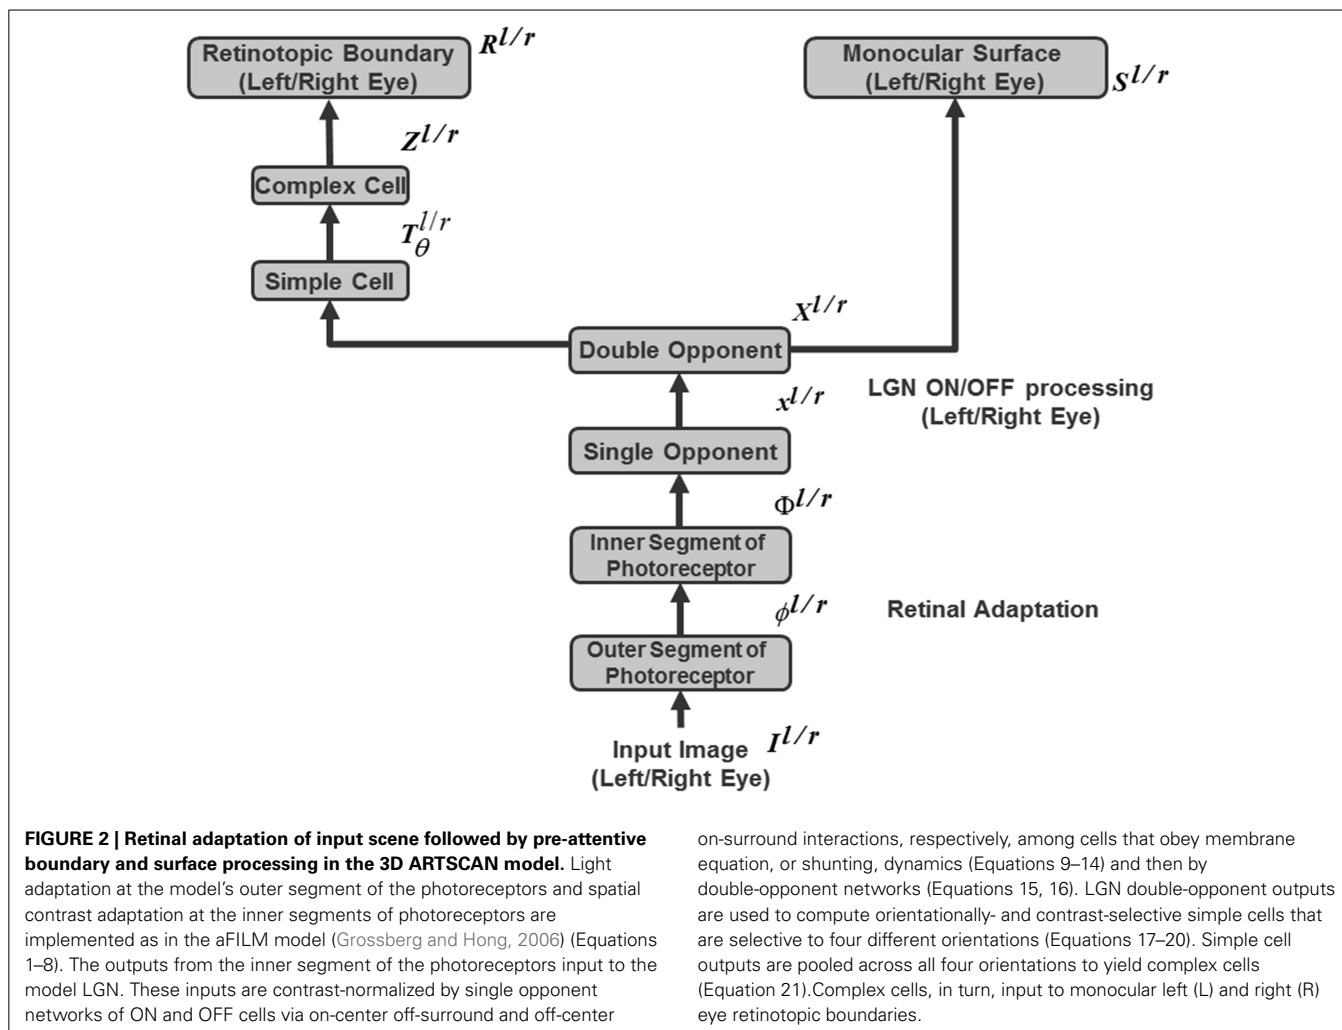 Retinotopic Boundary
(Left/Right Eye)
R^{l/r}
Monocular Surface
(Left/Right Eye)
S^{l/r}
Z^{l/r}
Complex Cell
T_θ^{l/r}
Simple Cell
X^{l/r}
Double Opponent
LGN ON/OFF processing
(Left/Right Eye)
x^{l/r}
Single Opponent
Φ^{l/r}
Inner Segment of
Photoreceptor
ϕ^{l/r}
Retinal Adaptation
Outer Segment of
Photoreceptor
Input Image I^{l/r}
(Left/Right Eye)
FIGURE 2 | Retinal adaptation of input scene followed by pre-attentive
boundary and surface processing in the 3D ARTSCAN model. Light
adaptation at the model's outer segment of the photoreceptors and spatial
contrast adaptation at the inner segments of photoreceptors are
implemented as in the aFILM model (Grossberg and Hong, 2006) (Equations
1–8). The outputs from the inner segment of the photoreceptors input to the
model LGN. These inputs are contrast-normalized by single opponent
networks of ON and OFF cells via on-center off-surround and off-center
on-surround interactions, respectively, among cells that obey membrane
equation, or shunting, dynamics (Equations 9–14) and then by
double-opponent networks (Equations 15, 16). LGN double-opponent outputs
are used to compute orientationally- and contrast-selective simple cells that
are selective to four different orientations (Equations 17–20). Simple cell
outputs are pooled across all four orientations to yield complex cells
(Equation 21).Complex cells, in turn, input to monocular left (L) and right (R)
eye retinotopic boundaries.